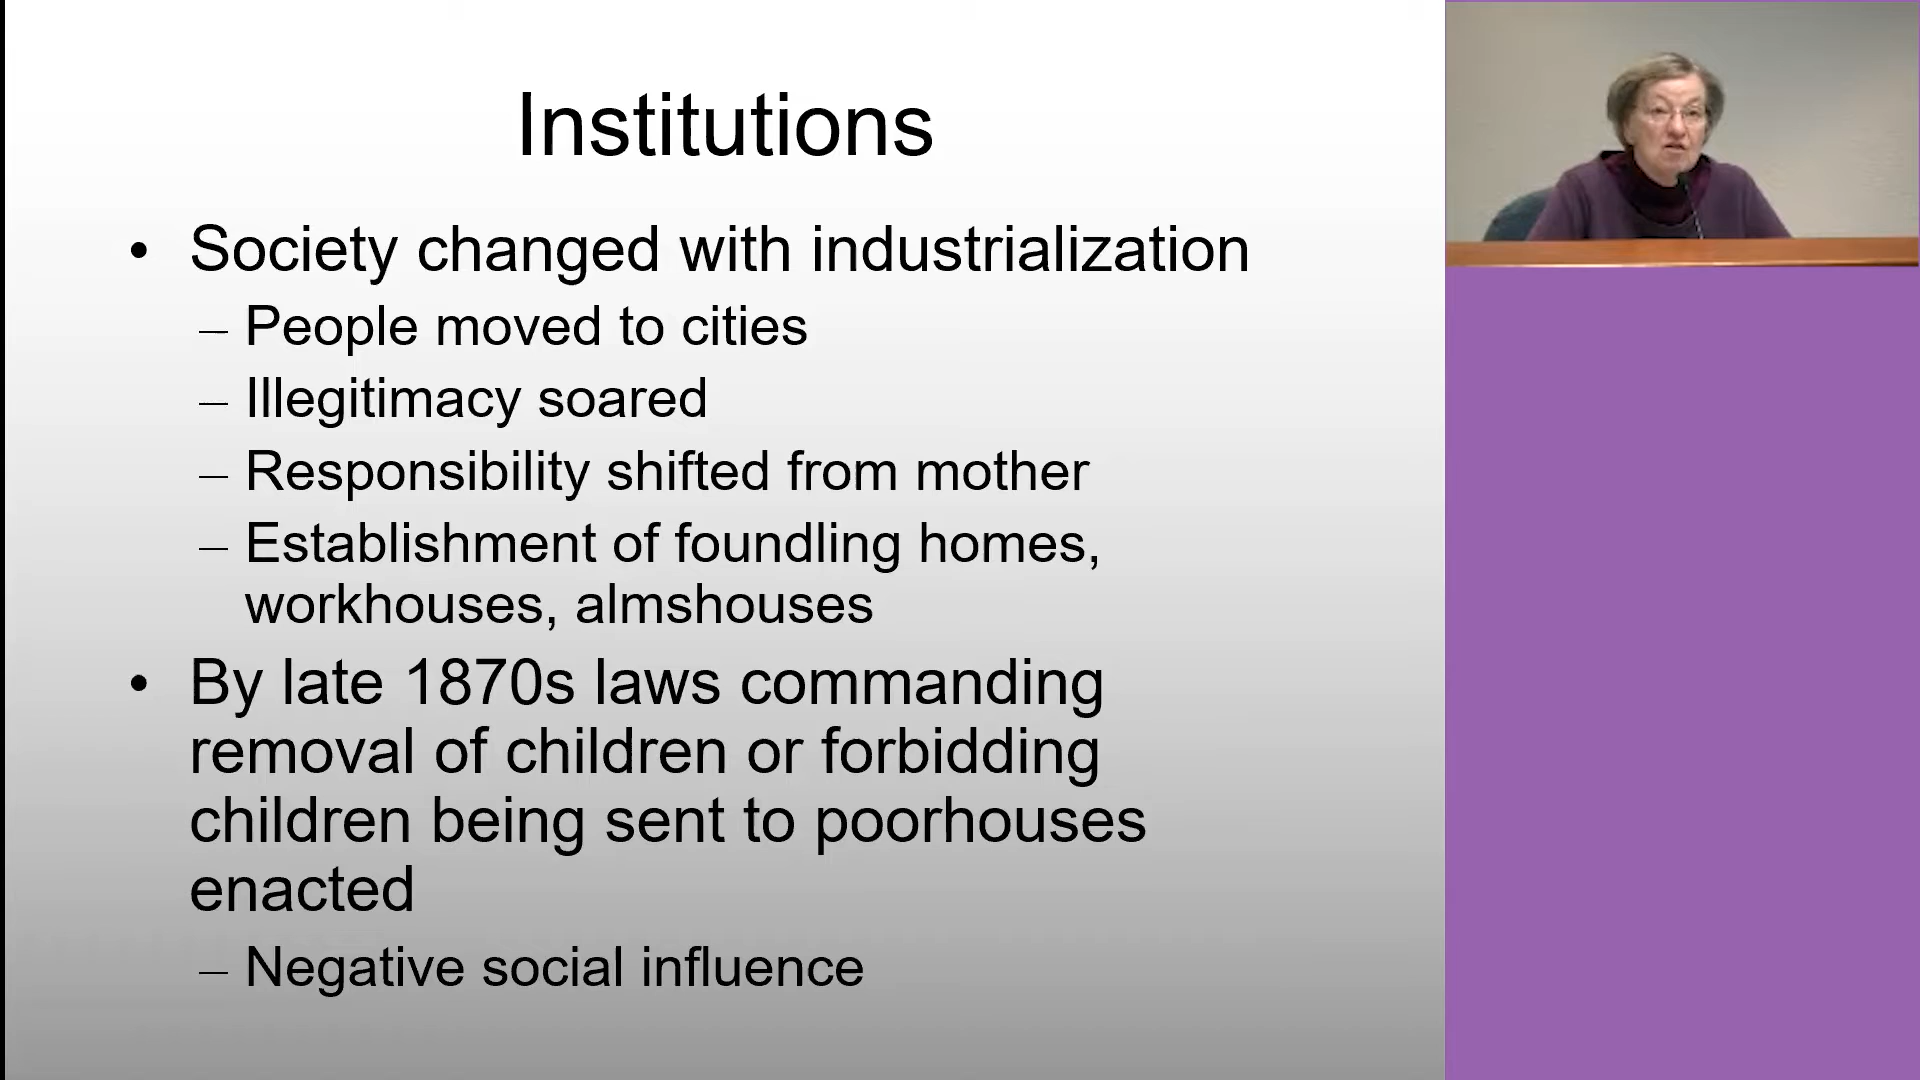 Institutions
• Society changed with industrialization
– People moved to cities
– Illegitimacy soared
– Responsibility shifted from mother
– Establishment of foundling homes,
workhouses, almshouses
• By late 1870s laws commanding
removal of children or forbidding
children being sent to poorhouses
enacted
– Negative social influence